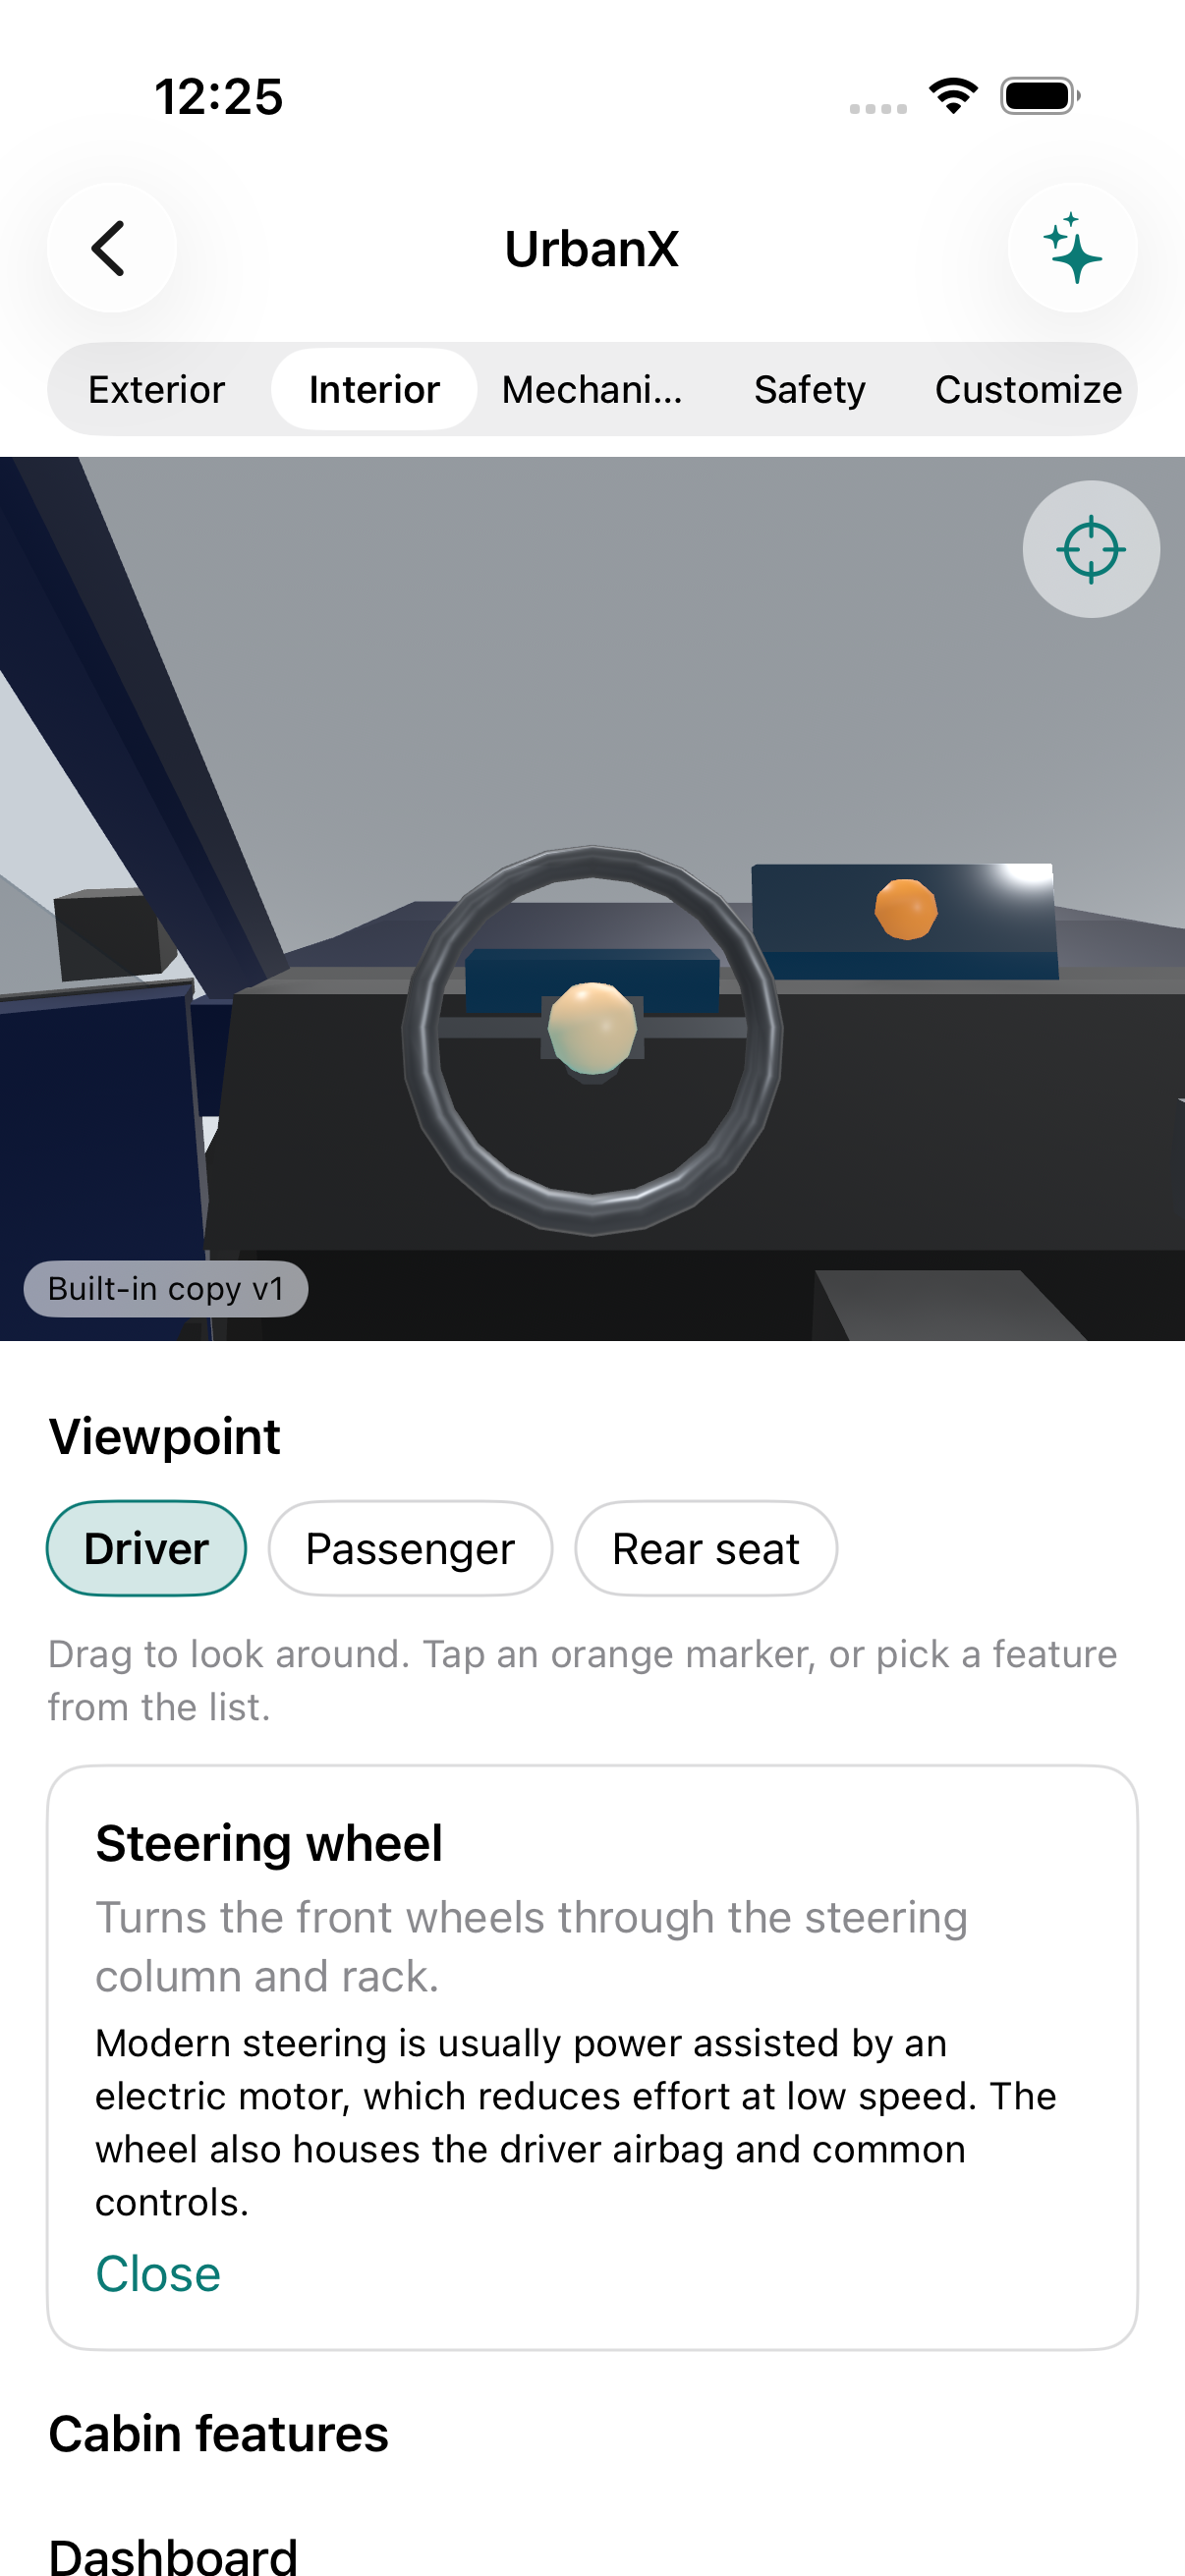 12:25
UrbanX
Exterior Interior Mechani... Safety Customize
Built-in copy v1
Viewpoint
Driver Passenger Rear seat
Drag to look around. Tap an orange marker, or pick a feature
from the list.
Steering wheel
Turns the front wheels through the steering
column and rack.
Modern steering is usually power assisted by an
electric motor, which reduces effort at low speed. The
wheel also houses the driver airbag and common
controls.
Close
Cabin features
Dashboard